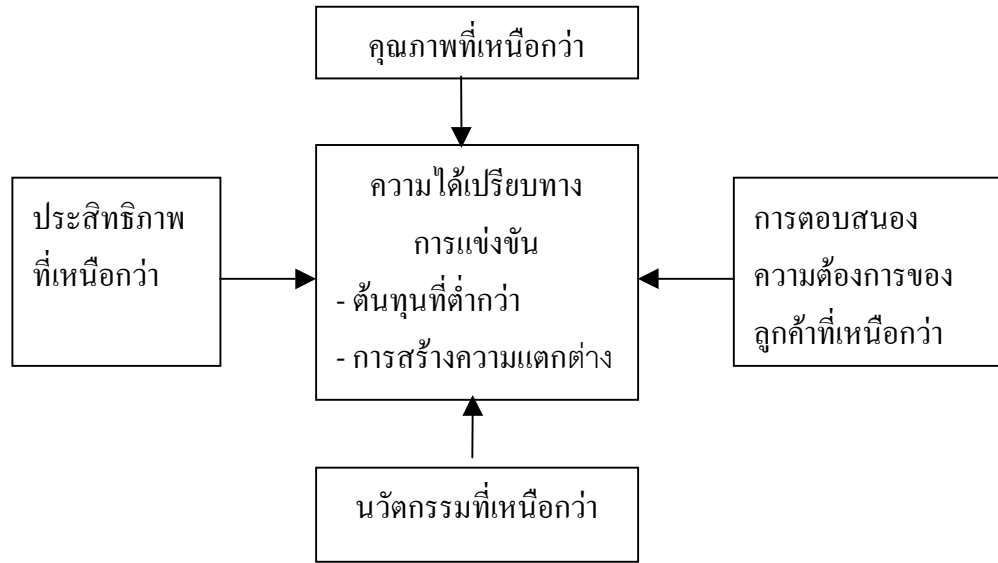 คุณภาพที่เหนือกว่า
ประสิทธิภาพ
ที่เหนือกว่า
ความได้เปรียบทาง
การแข่งขัน
- ต้นทุนที่ต่ำกว่า
- การสร้างความแตกต่าง
การตอบสนอง
ความต้องการของ
ลูกค้าที่เหนือกว่า
นวัตกรรมที่เหนือกว่า